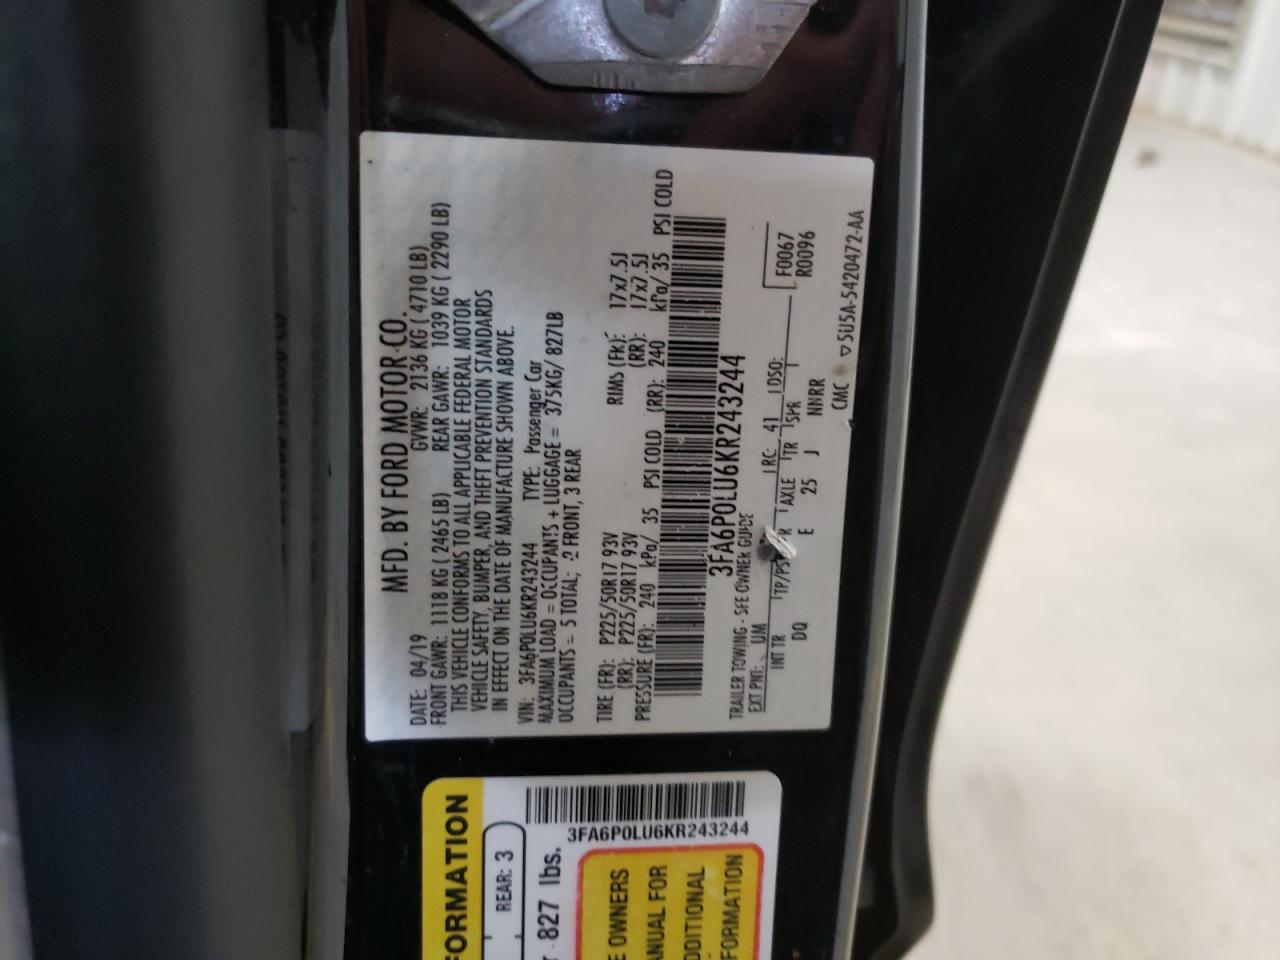 MFD. BY FORD MOTOR CO.
DATE: 04/19 GVWR: 2136 KG ( 4710 LB)
FRONT GAWR: 1118 KG ( 2465 LB) REAR GAWR: 1039 KG ( 2290 LB)
THIS VEHICLE CONFORMS TO ALL APPLICABLE FEDERAL MOTOR
VEHICLE SAFETY, BUMPER, AND THEFT PREVENTION STANDARDS
IN EFFECT ON THE DATE OF MANUFACTURE SHOWN ABOVE.
VIN: 3FA6P0LU6KR243244 TYPE: Passenger Car
MAXIMUM LOAD = OCCUPANTS + LUGGAGE = 375KG/ 827LB
OCCUPANTS = 5 TOTAL; 2 FRONT, 3 REAR
TIRE (FR): P225/50R17 93V RIMS (FR): 17x7.5J
(RR): P225/50R17 93V (RR): 17x7.5J
PRESSURE (FR): 240 kPa/ 35 PSI COLD (RR): 240 kPa/ 35 PSI COLD
3FA6P0LU6KR243244
TRAILER TOWING - SEE OWNER GUIDE
EXT PNT: UM RC: 41 DSO: F0067
INT TR TP/PS R AXLE TR SPR R0096
DQ E 25 J NNRR
CMC ▽5U5A-5420472-AA
FORMATION
REAR: 3
827 lbs.
3FA6P0LU6KR243244
OWNERS
ANUAL FOR
DDITIONAL
FORMATION